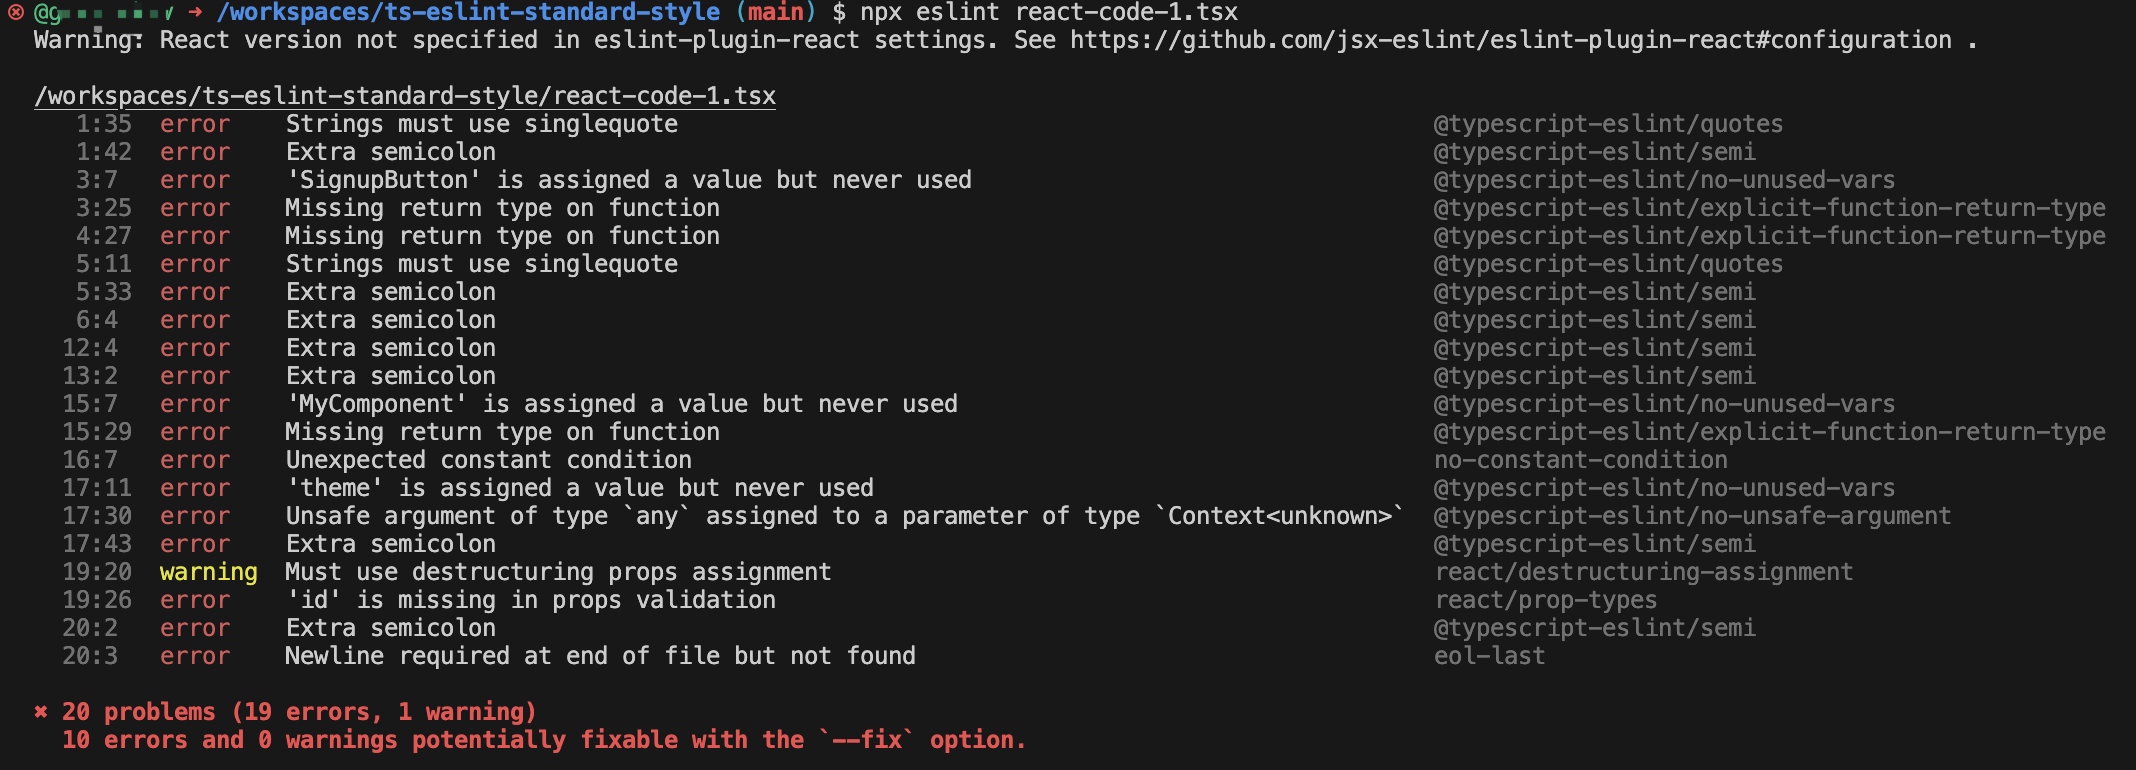 ➜ /workspaces/ts-eslint-standard-style (main) $ npx eslint react-code-1.tsx
Warning: React version not specified in eslint-plugin-react settings. See https://github.com/jsx-eslint/eslint-plugin-react#configuration .
/workspaces/ts-eslint-standard-style/react-code-1.tsx
1:35 error Strings must use singlequote @typescript-eslint/quotes
1:42 error Extra semicolon @typescript-eslint/semi
3:7 error 'SignupButton' is assigned a value but never used @typescript-eslint/no-unused-vars
3:25 error Missing return type on function @typescript-eslint/explicit-function-return-type
4:27 error Missing return type on function @typescript-eslint/explicit-function-return-type
5:11 error Strings must use singlequote @typescript-eslint/quotes
5:33 error Extra semicolon @typescript-eslint/semi
6:4 error Extra semicolon @typescript-eslint/semi
12:4 error Extra semicolon @typescript-eslint/semi
13:2 error Extra semicolon @typescript-eslint/semi
15:7 error 'MyComponent' is assigned a value but never used @typescript-eslint/no-unused-vars
15:29 error Missing return type on function @typescript-eslint/explicit-function-return-type
16:7 error Unexpected constant condition no-constant-condition
17:11 error 'theme' is assigned a value but never used @typescript-eslint/no-unused-vars
17:30 error Unsafe argument of type `any` assigned to a parameter of type `Context<unknown>` @typescript-eslint/no-unsafe-argument
17:43 error Extra semicolon @typescript-eslint/semi
19:20 warning Must use destructuring props assignment react/destructuring-assignment
19:26 error 'id' is missing in props validation react/prop-types
20:2 error Extra semicolon @typescript-eslint/semi
20:3 error Newline required at end of file but not found eol-last
✖ 20 problems (19 errors, 1 warning)
10 errors and 0 warnings potentially fixable with the `--fix` option.